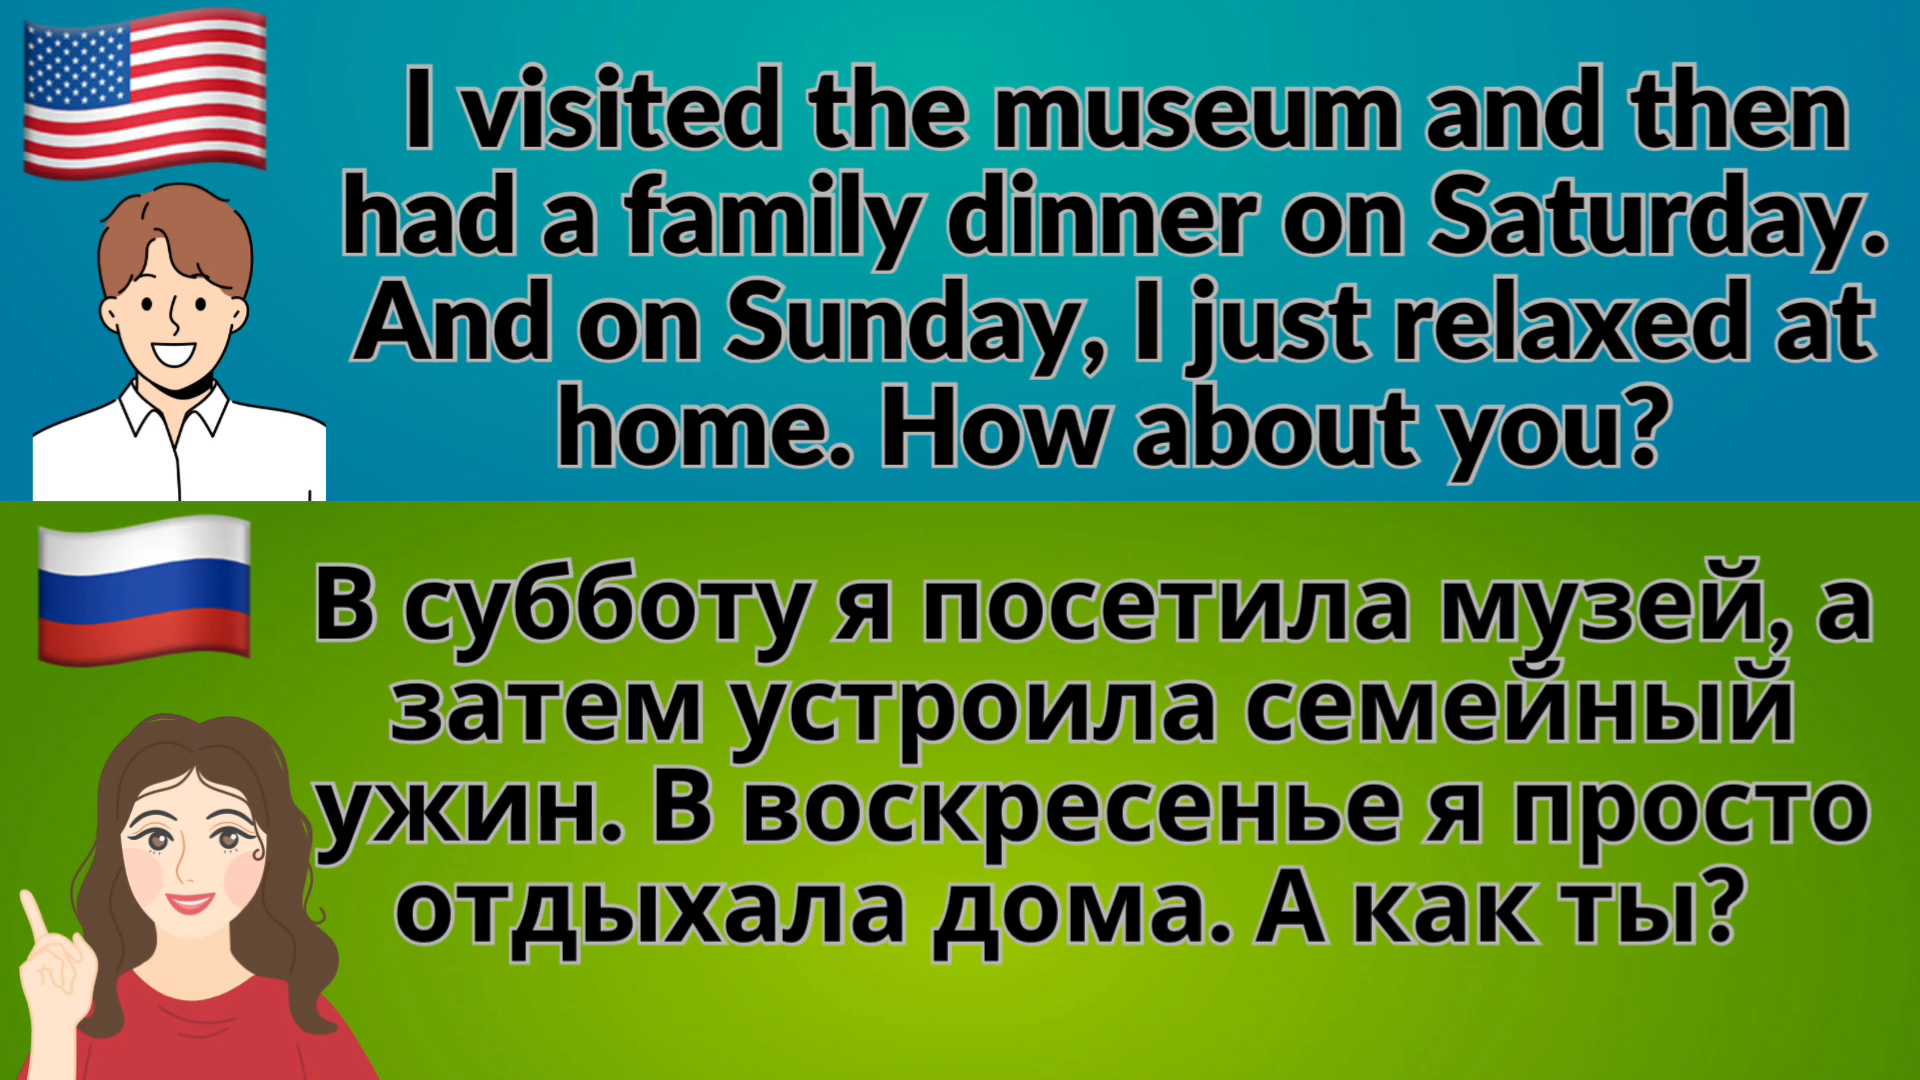 I visited the museum and then
had a family dinner on Saturday.
And on Sunday, I just relaxed at
home. How about you?
В субботу я посетила музей, а
затем устроила семейный
ужин. В воскресенье я просто
отдыхала дома. А как ты?